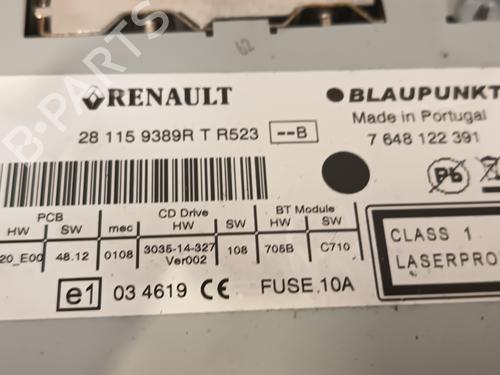 62
RENAULT
BLAUPUNKT
Made in Portugal
28 115 9389R T R523 --B
7 648 122 391
Pb
PCB
HW SW
mec
CD Drive
HW SW
BT Module
HW SW
20_E00 48.12 0108 3035-14-327 Ver002 108 705B C710
CLASS 1
LASERPRO
e1 03 4619 CE FUSE 10A
B-PARTS